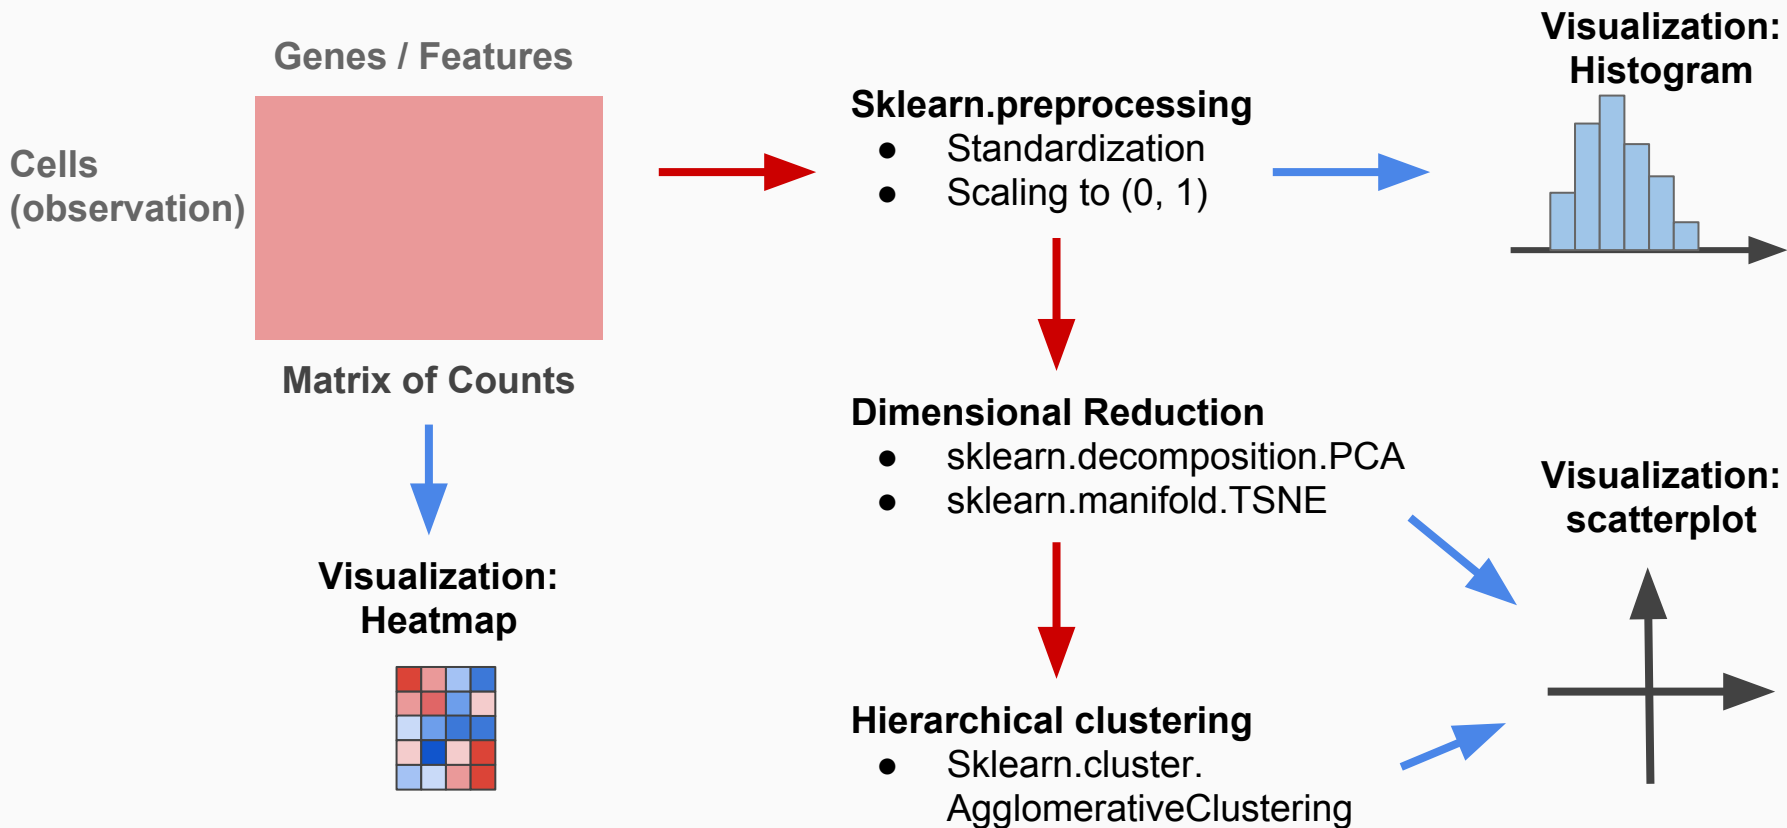 Genes / Features
Cells
(observation)
Matrix of Counts
Visualization:
Heatmap
Sklearn.preprocessing
● Standardization
● Scaling to (0, 1)
Dimensional Reduction
● sklearn.decomposition.PCA
● sklearn.manifold.TSNE
Hierarchical clustering
● Sklearn.cluster.
AgglomerativeClustering
Visualization:
Histogram
Visualization:
scatterplot